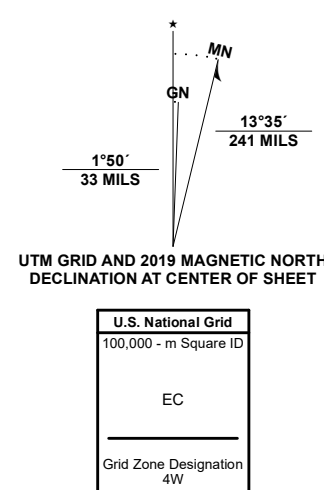 MN
GN
13°35´
241 MILS
1°50´
33 MILS
UTM GRID AND 2019 MAGNETIC NORTH
DECLINATION AT CENTER OF SHEET
U.S. National Grid
100,000 - m Square ID
EC
Grid Zone Designation
4W